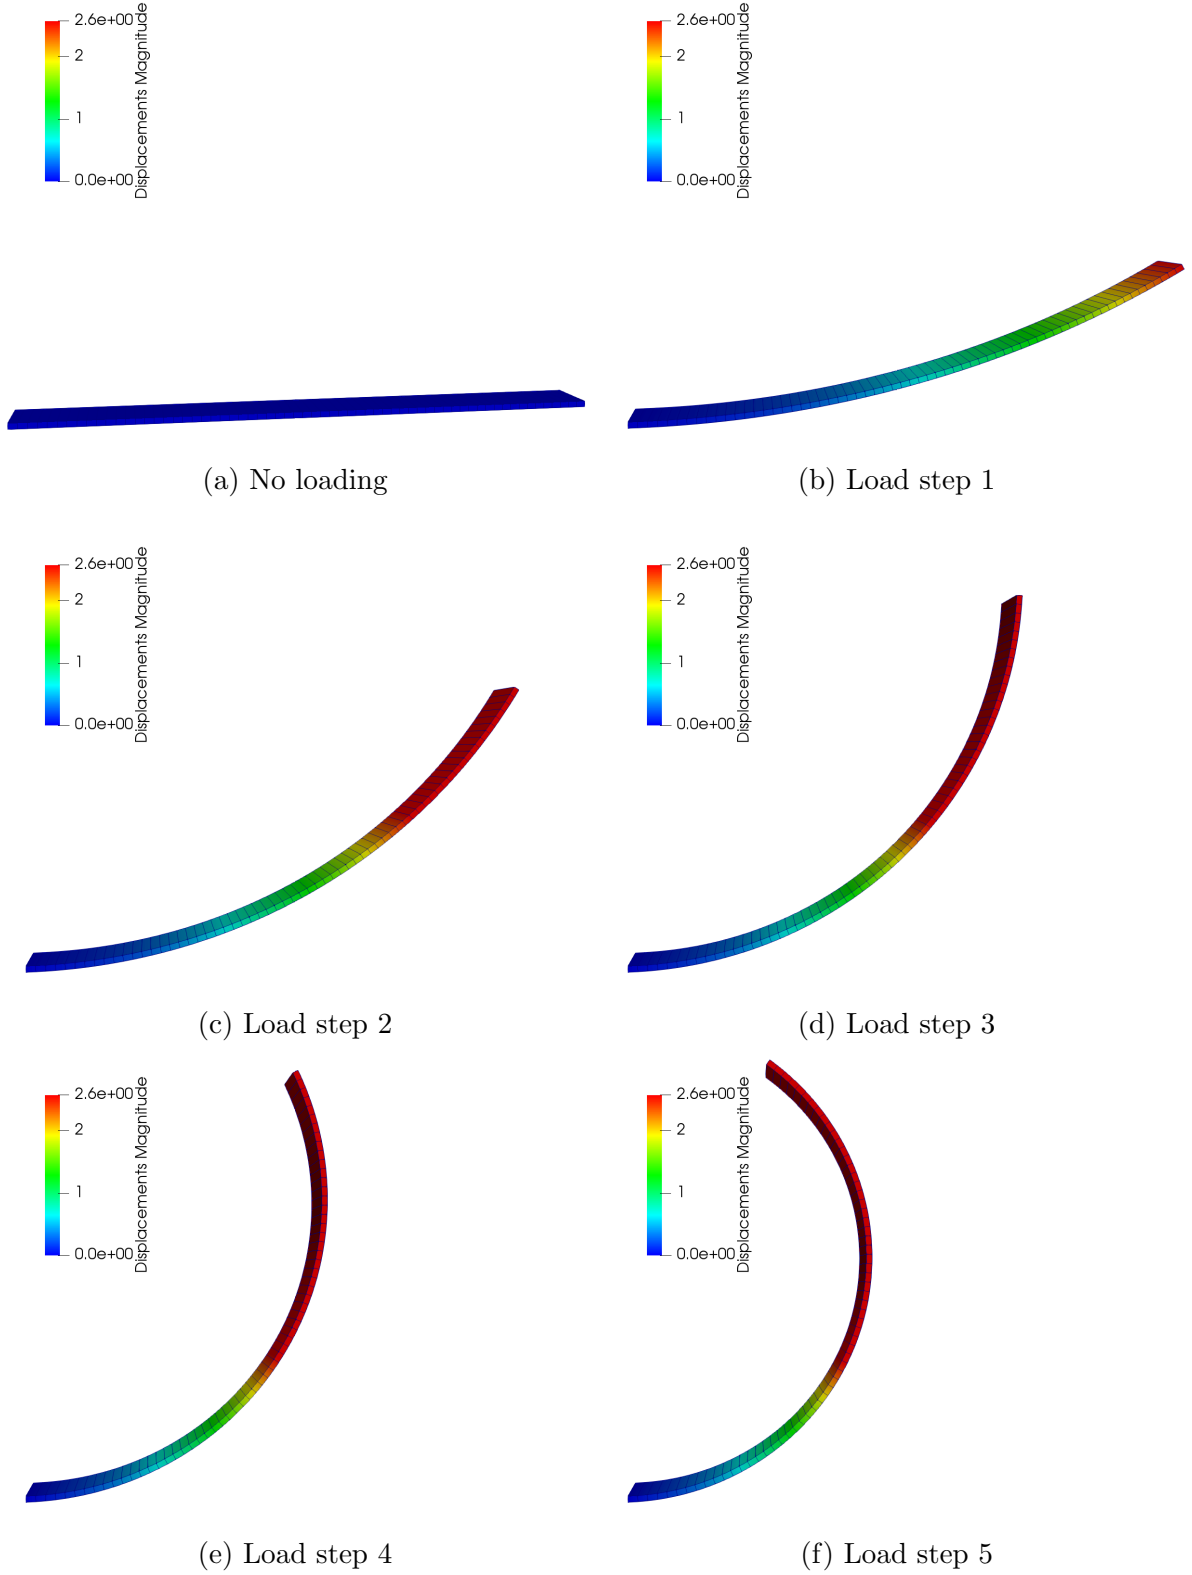 2.6e+00
2
1
0.0e+00
Displacements Magnitude
2.6e+00
2
1
0.0e+00
Displacements Magnitude
(a) No loading
(b) Load step 1
2.6e+00
2
1
0.0e+00
Displacements Magnitude
2.6e+00
2
1
0.0e+00
Displacements Magnitude
(c) Load step 2
(d) Load step 3
2.6e+00
2
1
0.0e+00
Displacements Magnitude
2.6e+00
2
1
0.0e+00
Displacements Magnitude
(e) Load step 4
(f) Load step 5